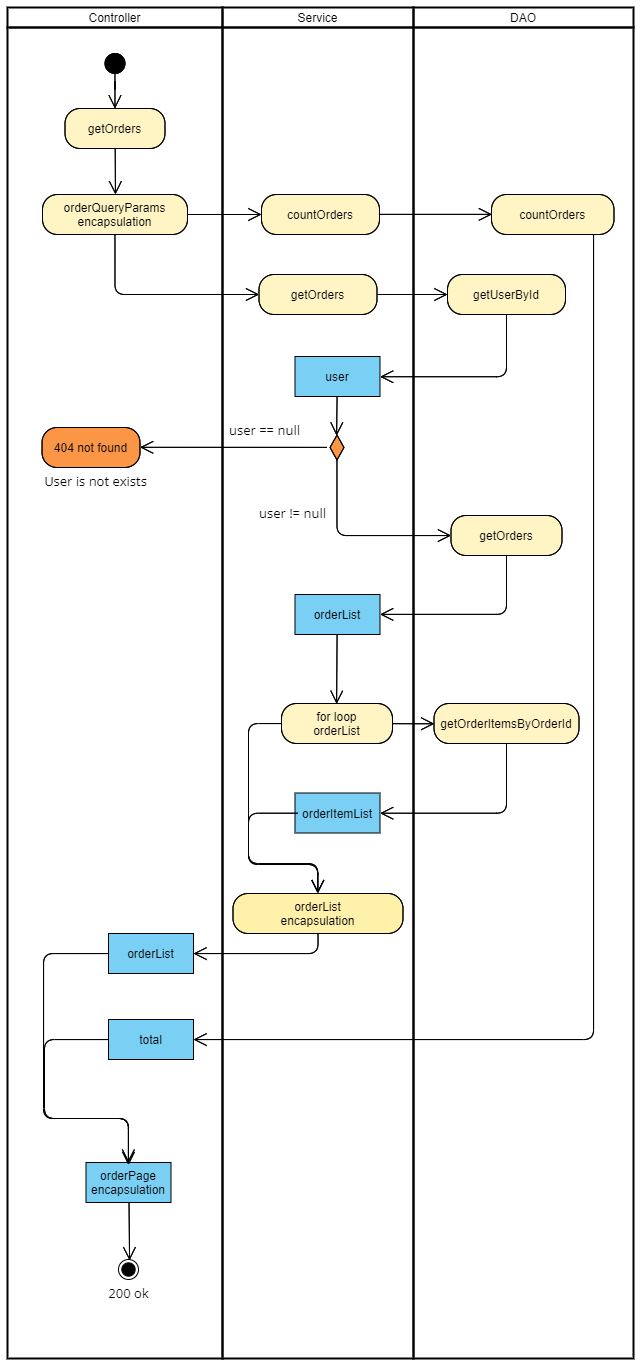 Controller
Service
DAO
getOrders
orderQueryParams
encapsulation
countOrders
countOrders
getOrders
getUserById
user
user == null
404 not found
User is not exists
user != null
getOrders
orderList
for loop
orderList
getOrderItemsByOrderId
orderItemList
orderList
encapsulation
orderList
total
orderPage
encapsulation
200 ok